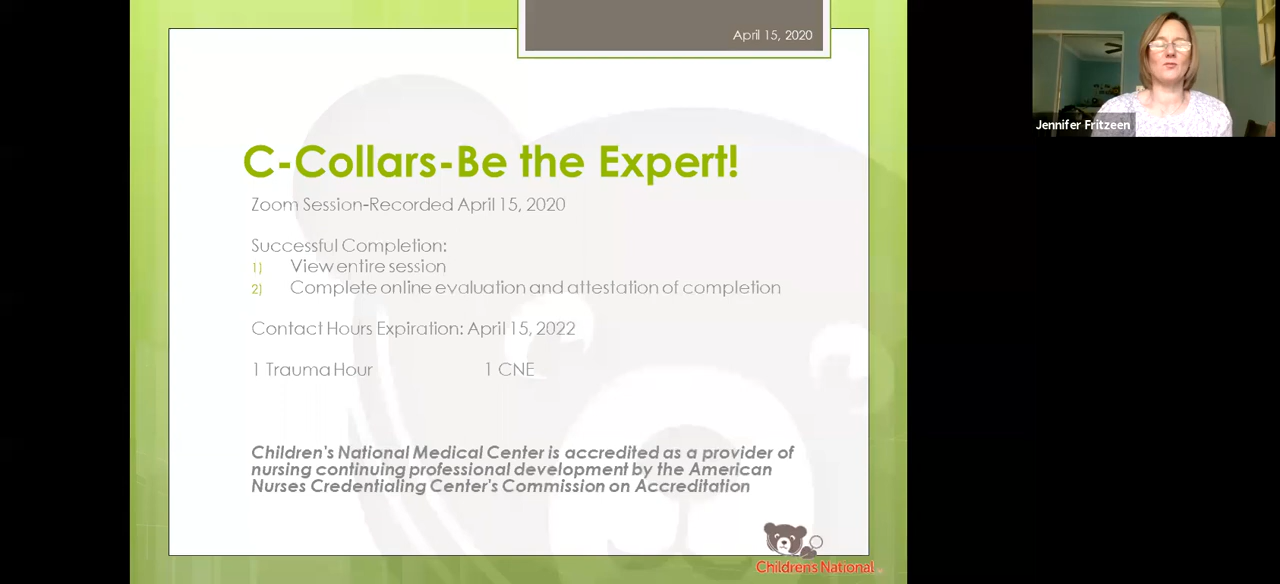 April 15, 2020
Jennifer Fritzeen
C-Collars-Be the Expert!
Zoom Session-Recorded April 15, 2020
Successful Completion:
1) View entire session
2) Complete online evaluation and attestation of completion
Contact Hours Expiration: April 15, 2022
1 Trauma Hour 1 CNE
Children's National Medical Center is accredited as a provider of
nursing continuing professional development by the American
Nurses Credentialing Center's Commission on Accreditation
Childrens National